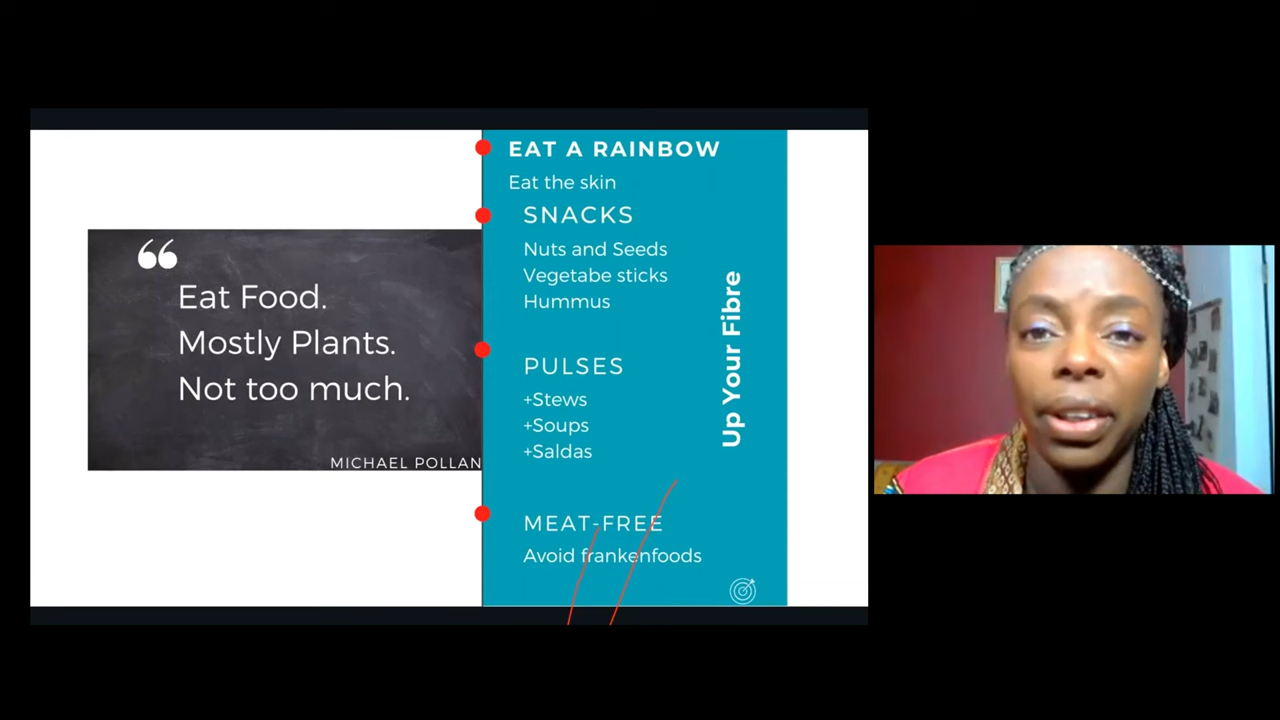 “
Eat Food.
Mostly Plants.
Not too much.
MICHAEL POLLAN
EAT A RAINBOW
Eat the skin
SNACKS
Nuts and Seeds
Vegetabe sticks
Hummus
PULSES
+Stews
+Soups
+Saldas
MEAT-FREE
Avoid frankenfoods
Up Your Fibre